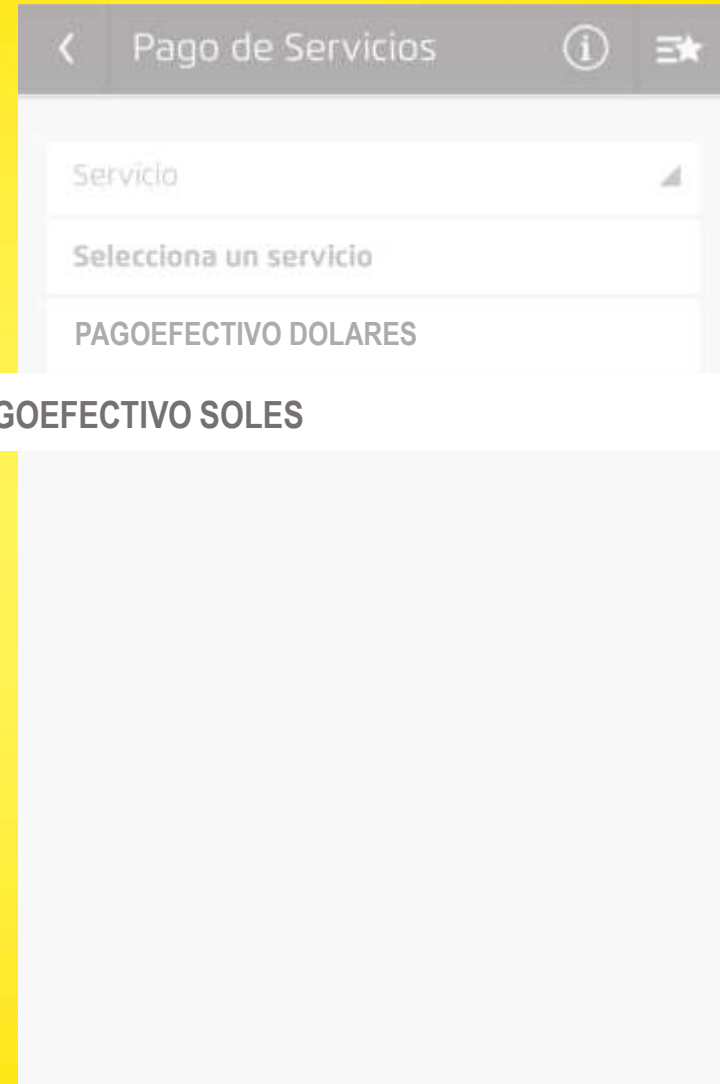 Pago de Servicios
Servicio
Selecciona un servicio
PAGOEFECTIVO DOLARES
GOEFECTIVO SOLES